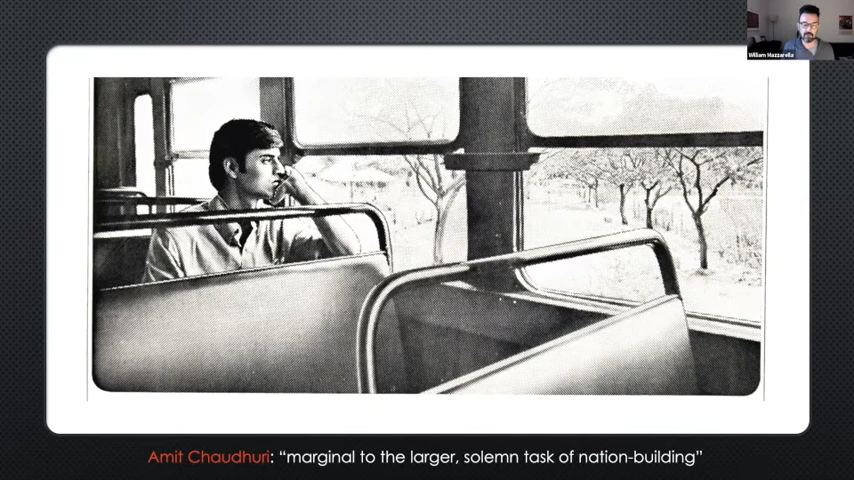 William Mazzarella
Amit Chaudhuri: “marginal to the larger, solemn task of nation-building”